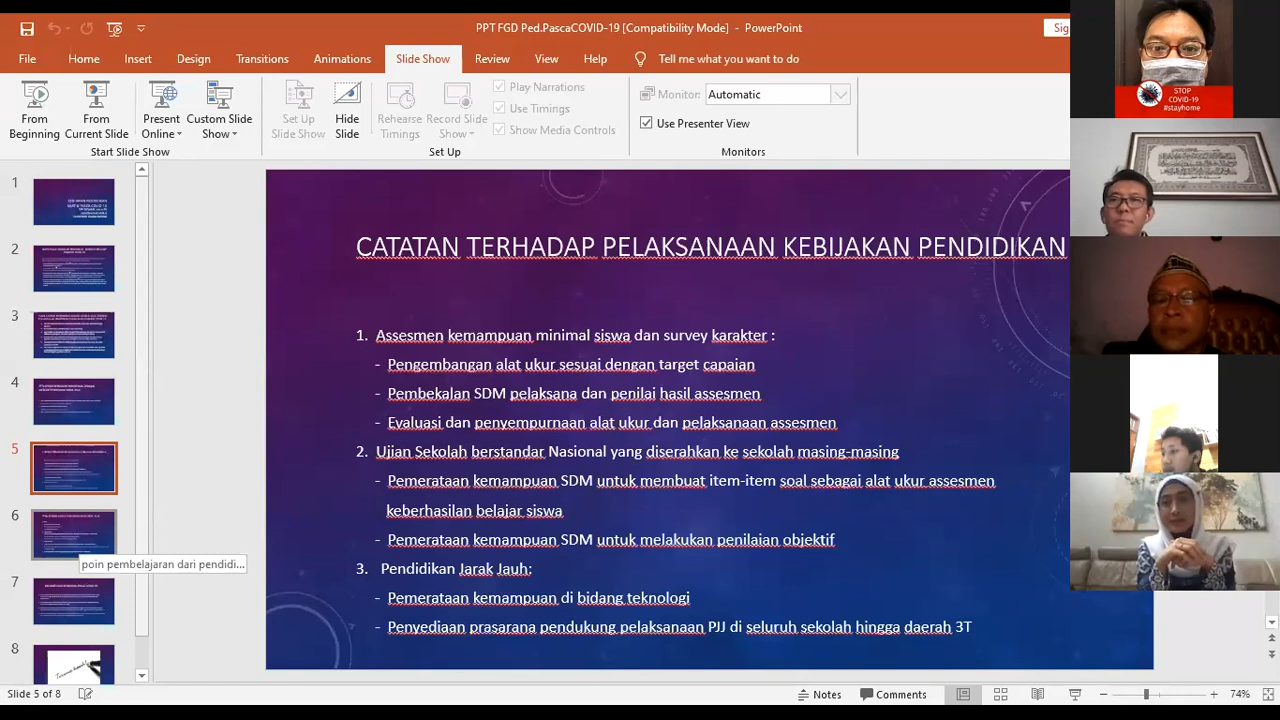 PPT FGD Ped.PascaCOVID-19 [Compatibility Mode] - PowerPoint
File Home Insert Design Transitions Animations Slide Show Review View Help Tell me what you want to do
From Beginning
From Current Slide
Present Online
Custom Slide Show
Set Up Slide Show
Hide Slide
Rehearse Timings
Record Slide Show
Play Narrations
Use Timings
Show Media Controls
Monitor: Automatic
Use Presenter View
Start Slide Show
Set Up
Monitors
STOP
COVID-19
#stayhome
1
2
3
4
5
6
poin pembelajaran dari pendidi...
7
8
CATATAN TERHADAP PELAKSANAAN KEBIJAKAN PENDIDIKAN
1. Assesmen kemampuan minimal siswa dan survey karakter :
- Pengembangan alat ukur sesuai dengan target capaian
- Pembekalan SDM pelaksana dan penilai hasil assesmen
- Evaluasi dan penyempurnaan alat ukur dan pelaksanaan assesmen
2. Ujian Sekolah berstandar Nasional yang diserahkan ke sekolah masing-masing
- Pemerataan kemampuan SDM untuk membuat item-item soal sebagai alat ukur assesmen
keberhasilan belajar siswa
- Pemerataan kemampuan SDM untuk melakukan penilaian objektif
3. Pendidikan Jarak Jauh:
- Pemerataan kemampuan di bidang teknologi
- Penyediaan prasarana pendukung pelaksanaan PJJ di seluruh sekolah hingga daerah 3T
Slide 5 of 8
Notes
Comments
74%